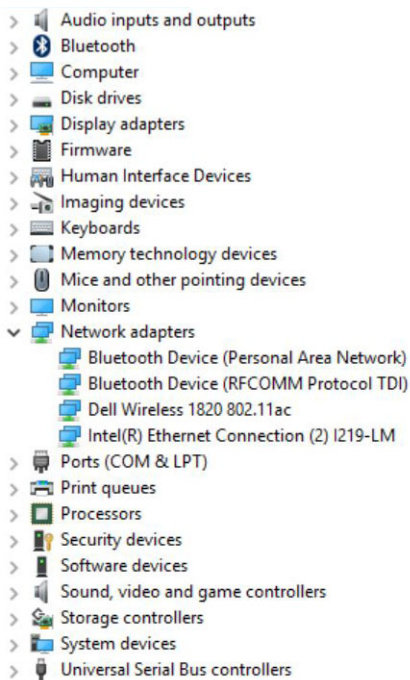 Audio inputs and outputs
Bluetooth
Computer
Disk drives
Display adapters
Firmware
Human Interface Devices
Imaging devices
Keyboards
Memory technology devices
Mice and other pointing devices
Monitors
Network adapters
Bluetooth Device (Personal Area Network)
Bluetooth Device (RFCOMM Protocol TDI)
Dell Wireless 1820 802.11ac
Intel(R) Ethernet Connection (2) I219-LM
Ports (COM & LPT)
Print queues
Processors
Security devices
Software devices
Sound, video and game controllers
Storage controllers
System devices
Universal Serial Bus controllers